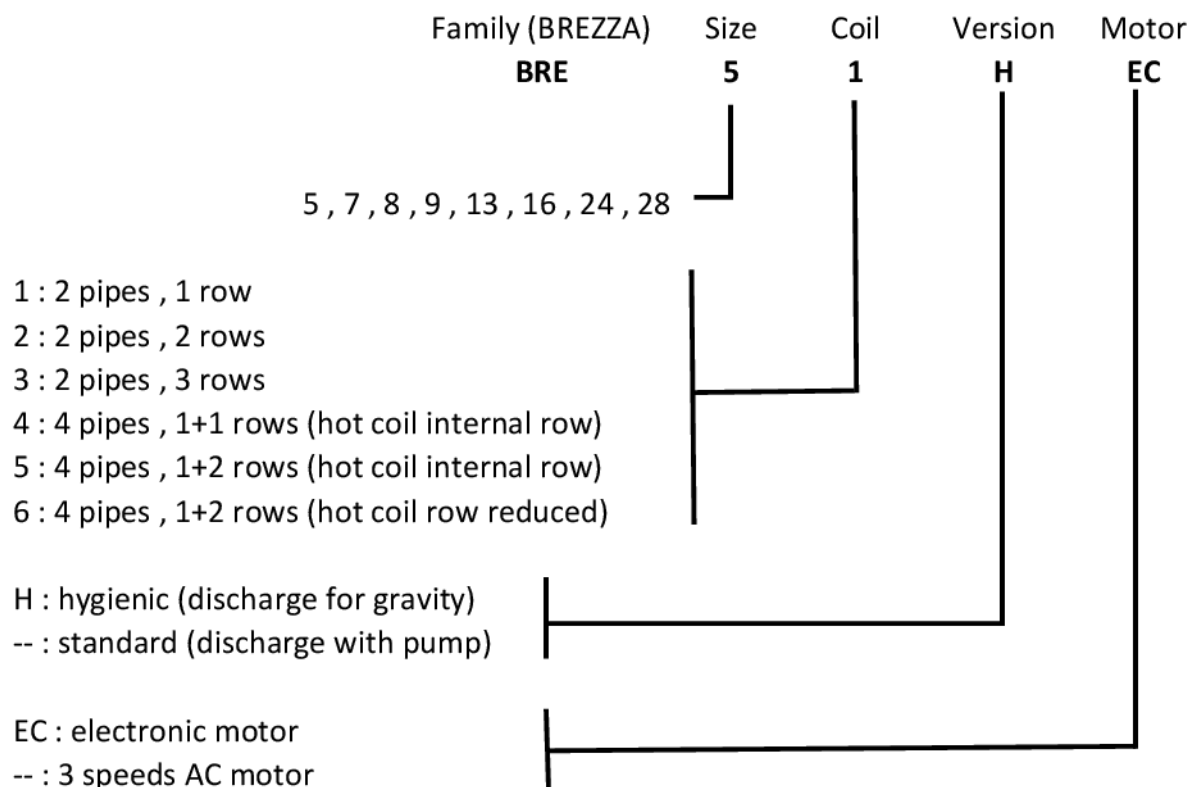 Family (BREZZA) Size Coil Version Motor
BRE 5 1 H EC
5 , 7 , 8 , 9 , 13 , 16 , 24 , 28
1 : 2 pipes , 1 row
2 : 2 pipes , 2 rows
3 : 2 pipes , 3 rows
4 : 4 pipes , 1+1 rows (hot coil internal row)
5 : 4 pipes , 1+2 rows (hot coil internal row)
6 : 4 pipes , 1+2 rows (hot coil row reduced)
H : hygienic (discharge for gravity)
-- : standard (discharge with pump)
EC : electronic motor
-- : 3 speeds AC motor